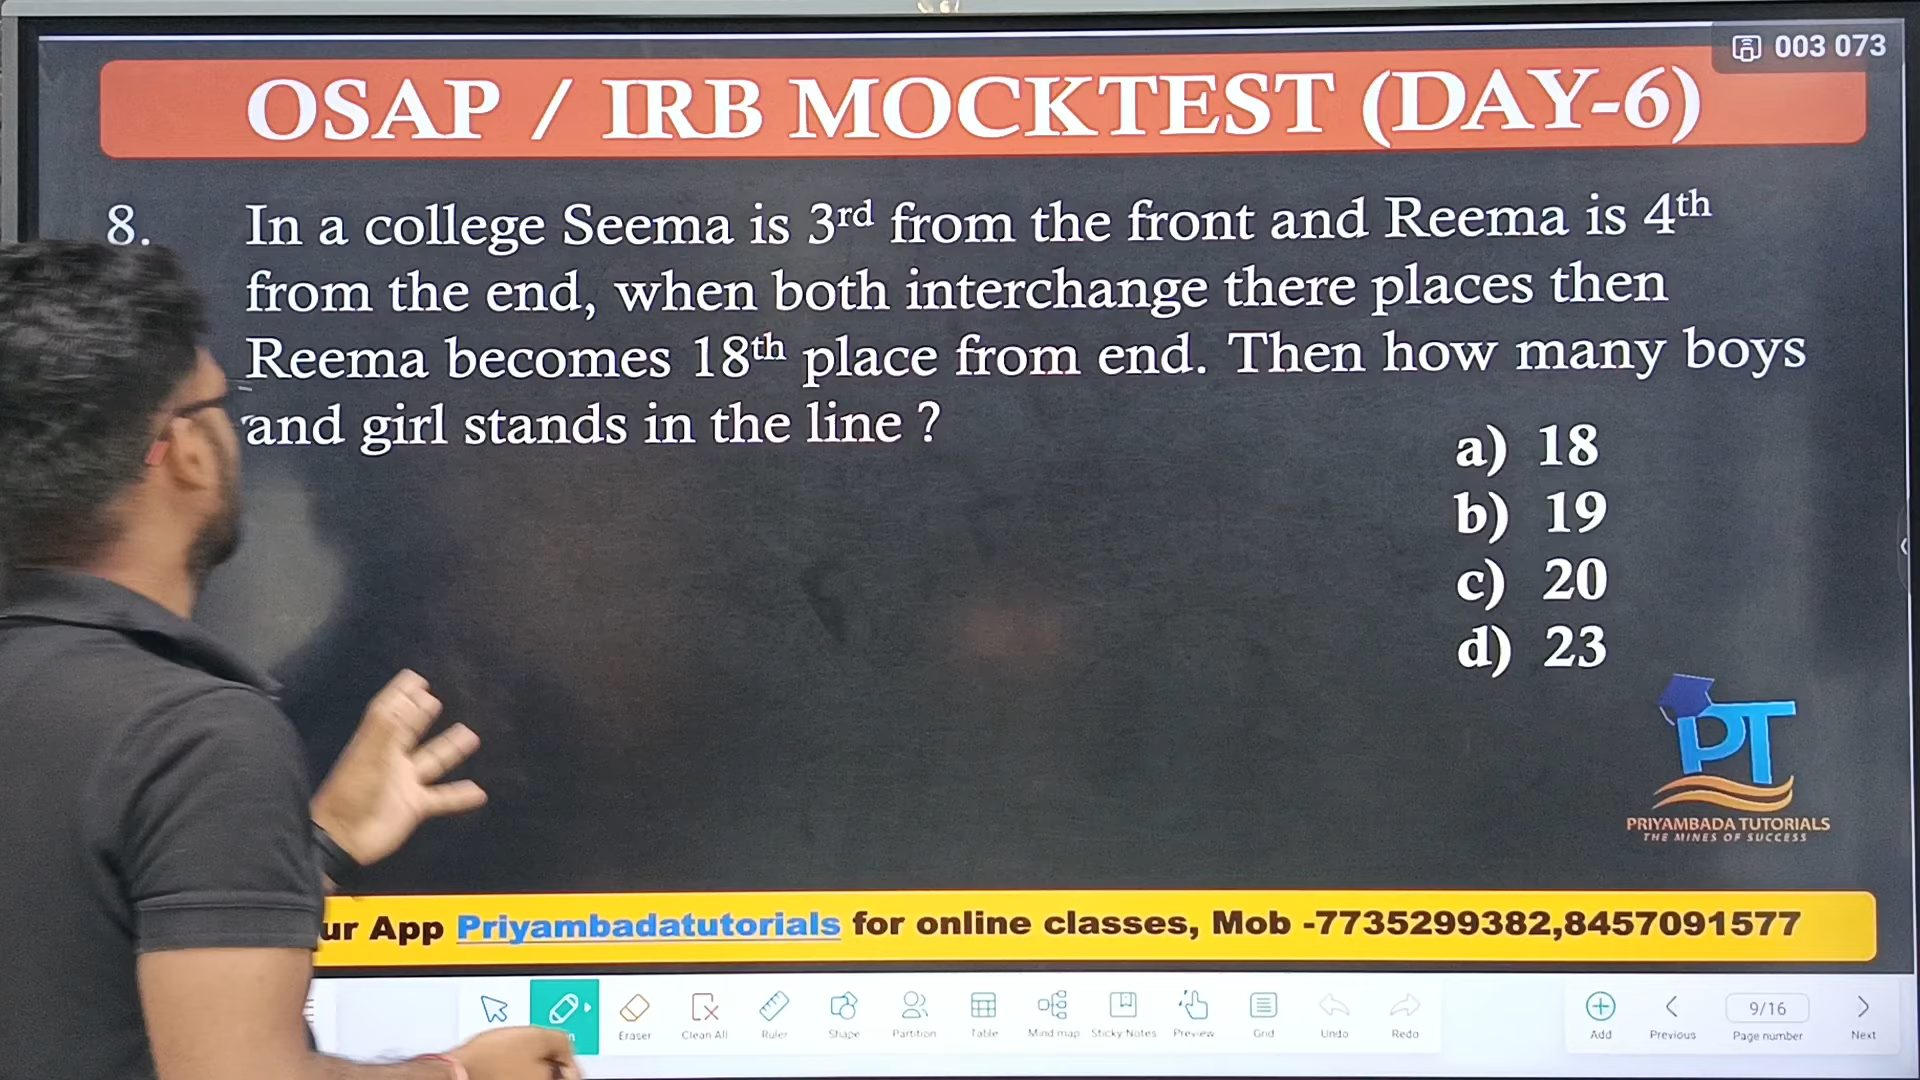 003 073
OSAP / IRB MOCKTEST (DAY-6)
8. In a college Seema is 3rd from the front and Reema is 4th
from the end, when both interchange there places then
Reema becomes 18th place from end. Then how many boys
and girl stands in the line ?
a) 18
b) 19
c) 20
d) 23
PT
PRIYAMBADA TUTORIALS
THE MINES OF SUCCESS
ur App Priyambadatutorials for online classes, Mob -7735299382,8457091577
Eraser Clean All Ruler Shape Partition Table Mind map Sticky Notes Preview Grid Undo Redo
Add Previous 9/16 Page number Next